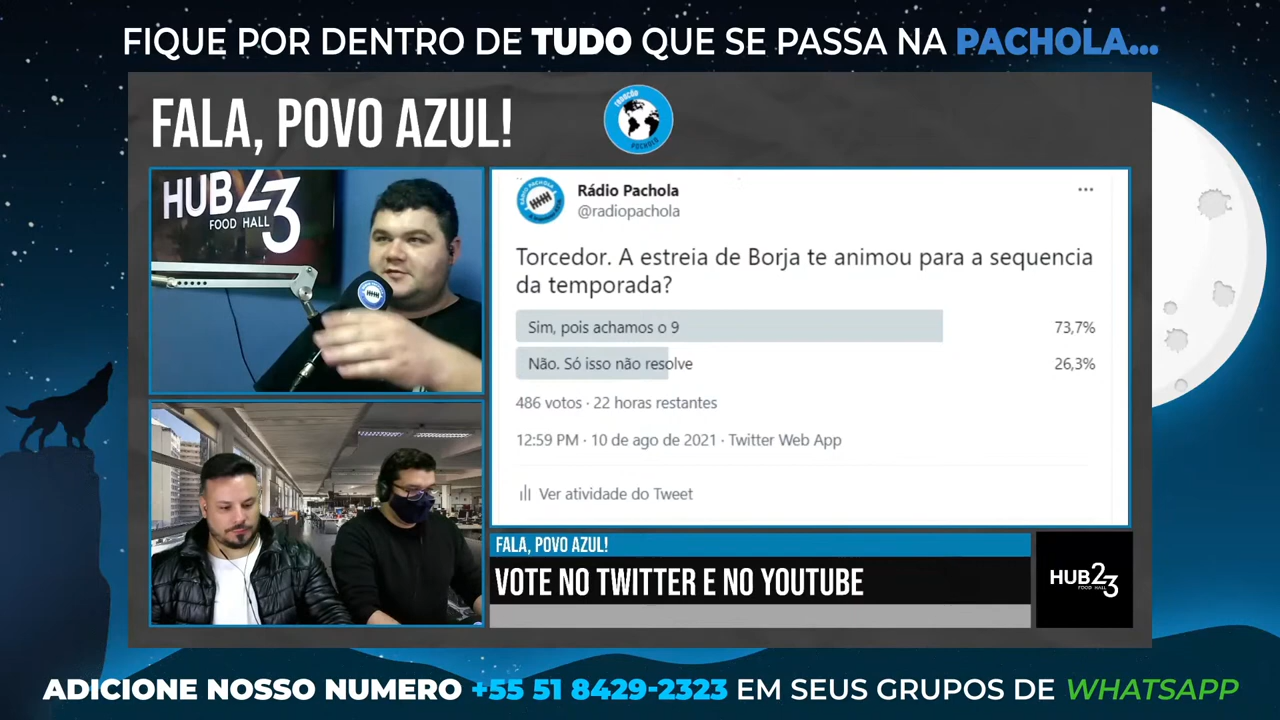 FIQUE POR DENTRO DE TUDO QUE SE PASSA NA PACHOLA...
FALA, POVO AZUL!
HUB23
FOOD HALL
Rádio Pachola
@radiopachola
Torcedor. A estreia de Borja te animou para a sequencia
da temporada?
Sim, pois achamos o 9
73,7%
Não. Só isso não resolve
26,3%
486 votos · 22 horas restantes
12:59 PM · 10 de ago de 2021 · Twitter Web App
Ver atividade do Tweet
FALA, POVO AZUL!
VOTE NO TWITTER E NO YOUTUBE
HUB23
FOOD HALL
ADICIONE NOSSO NUMERO +55 51 8429-2323 EM SEUS GRUPOS DE WHATSAPP